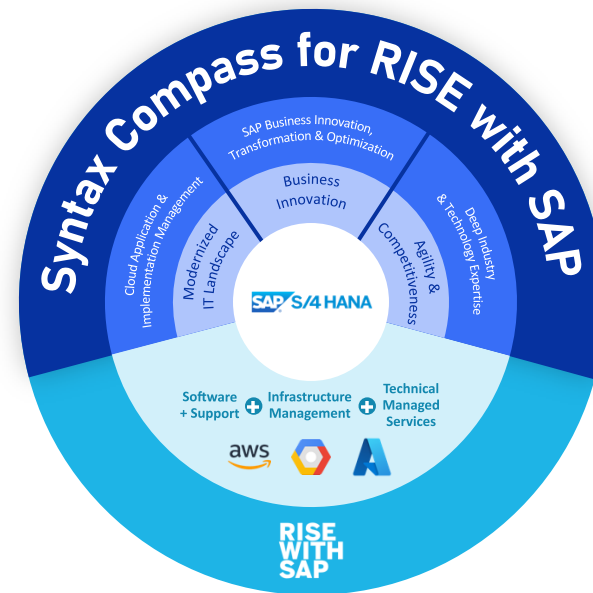 Syntax Compass for RISE with SAP
SAP Business Innovation,
Transformation & Optimization
Cloud Application &
Implementation Management
Deep Industry
& Technology Expertise
Business
Innovation
Modernized
IT Landscape
Agility &
Competitiveness
SAP S/4 HANA
Software
+ Support
Infrastructure
Management
Technical
Managed
Services
aws
RISE
WITH
SAP